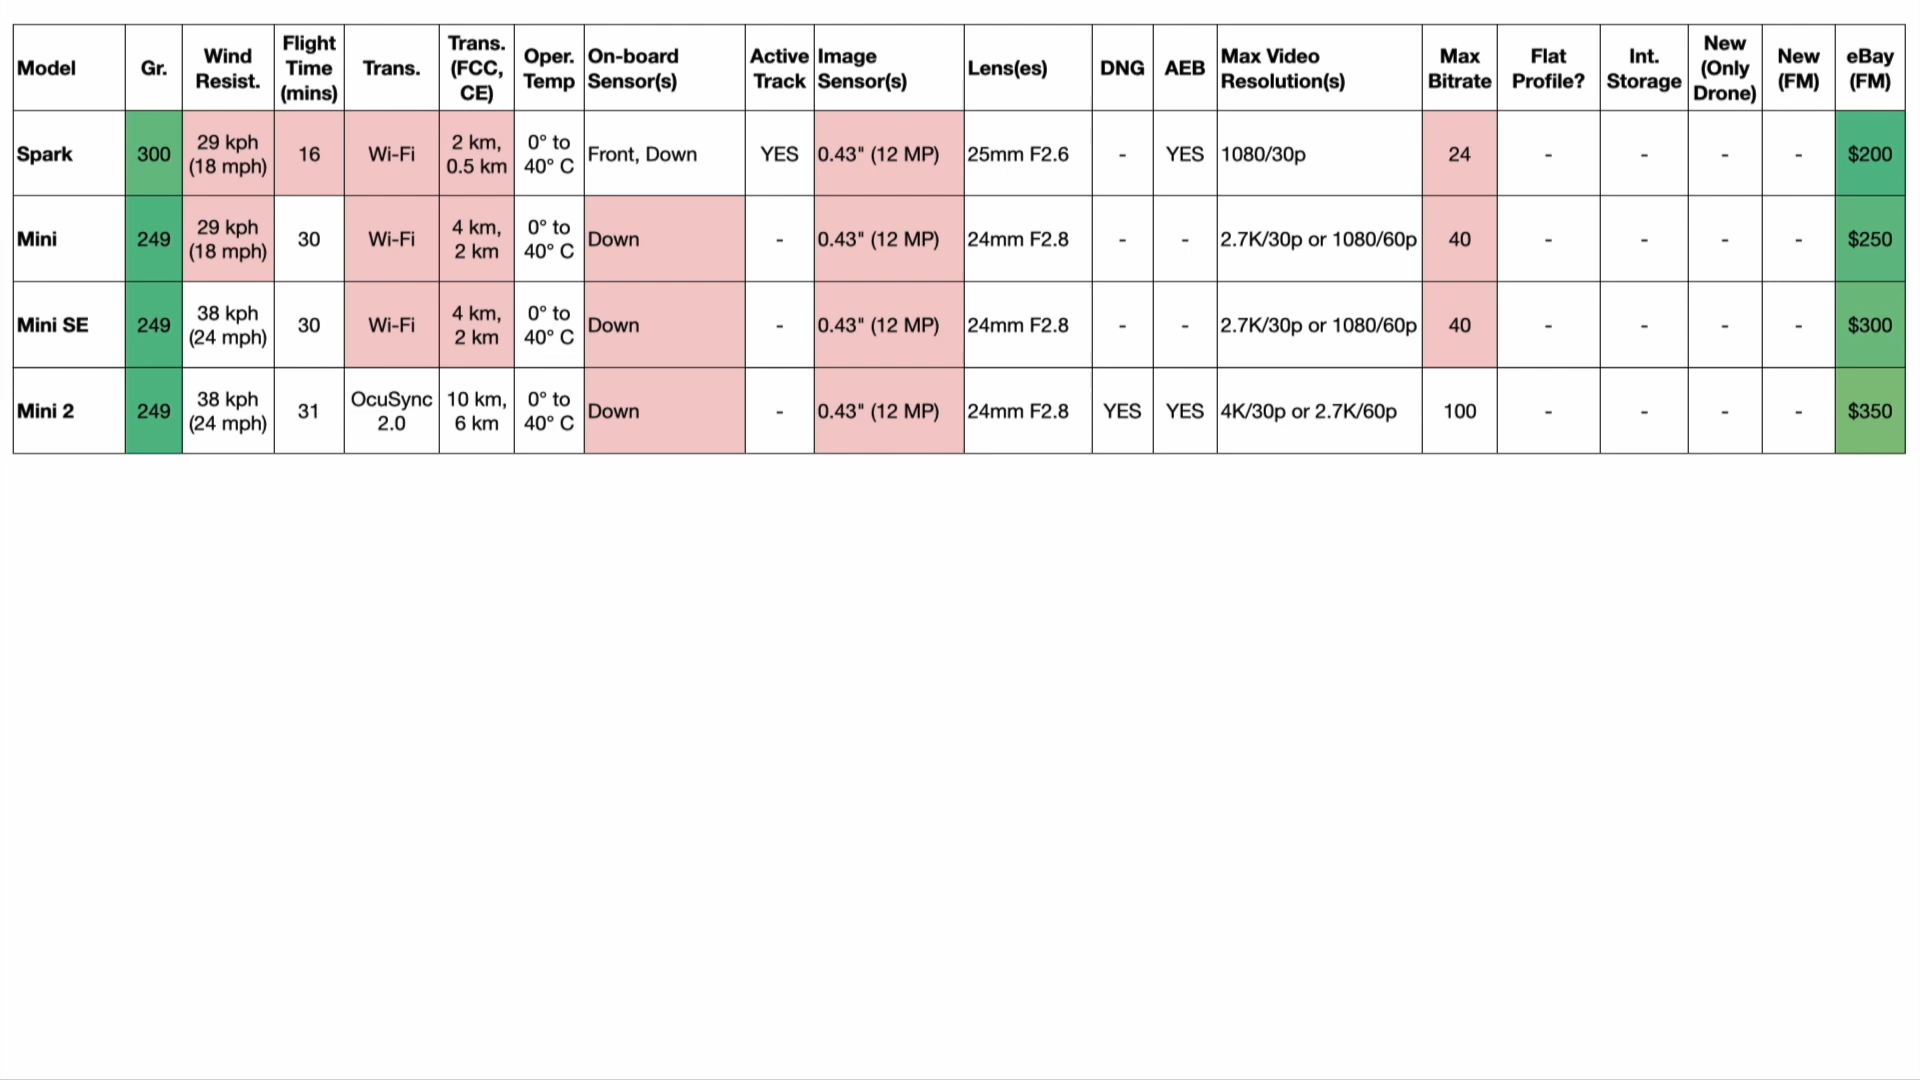 Model Gr. Wind Resist. Flight Time (mins) Trans. Trans. (FCC, CE) Oper. Temp On-board Sensor(s) Active Track Image Sensor(s) Lens(es) DNG AEB Max Video Resolution(s) Max Bitrate Flat Profile? Int. Storage New (Only Drone) New (FM) eBay (FM)
Spark 300 29 kph (18 mph) 16 Wi-Fi 2 km, 0.5 km 0° to 40° C Front, Down YES 0.43" (12 MP) 25mm F2.6 - YES 1080/30p 24 - - - - $200
Mini 249 29 kph (18 mph) 30 Wi-Fi 4 km, 2 km 0° to 40° C Down - 0.43" (12 MP) 24mm F2.8 - - 2.7K/30p or 1080/60p 40 - - - - $250
Mini SE 249 38 kph (24 mph) 30 Wi-Fi 4 km, 2 km 0° to 40° C Down - 0.43" (12 MP) 24mm F2.8 - - 2.7K/30p or 1080/60p 40 - - - - $300
Mini 2 249 38 kph (24 mph) 31 OcuSync 2.0 10 km, 6 km 0° to 40° C Down - 0.43" (12 MP) 24mm F2.8 YES YES 4K/30p or 2.7K/60p 100 - - - - $350